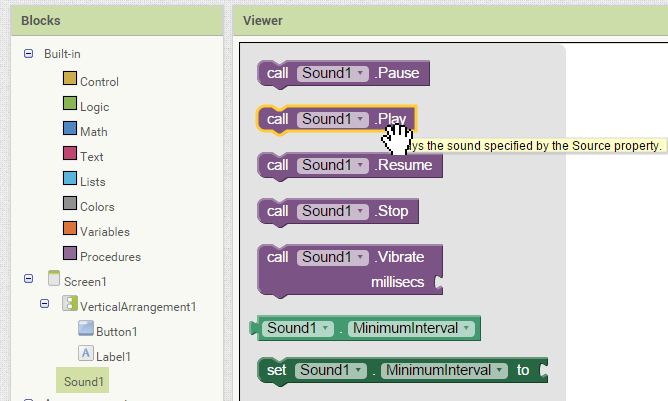 Blocks
Viewer
Built-in
Control
Logic
Math
Text
Lists
Colors
Variables
Procedures
Screen1
VerticalArrangement1
Button1
A Label1
Sound1
call Sound1 .Pause
call Sound1 .Play
ys the sound specified by the Source property.
call Sound1 .Resume
call Sound1 .Stop
call Sound1 .Vibrate
millisecs
Sound1 . MinimumInterval
set Sound1 . MinimumInterval to